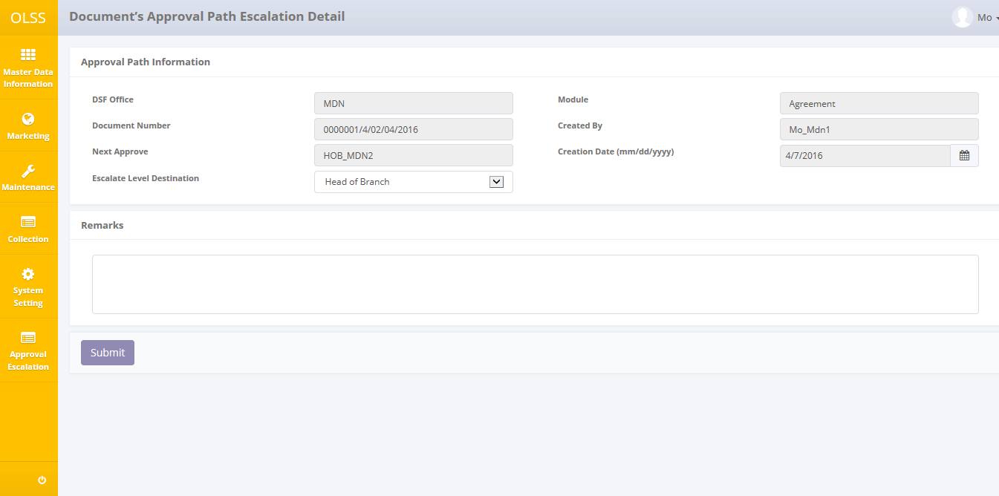 OLSS
Document's Approval Path Escalation Detail
Mo
Master Data
Information
Marketing
Maintenance
Collection
System
Setting
Approval
Escalation
Approval Path Information
DSF Office
MDN
Module
Agreement
Document Number
0000001/4/02/04/2016
Created By
Mo_Mdn1
Next Approve
HOB_MDN2
Creation Date (mm/dd/yyyy)
4/7/2016
Escalate Level Destination
Head of Branch
Remarks
Submit